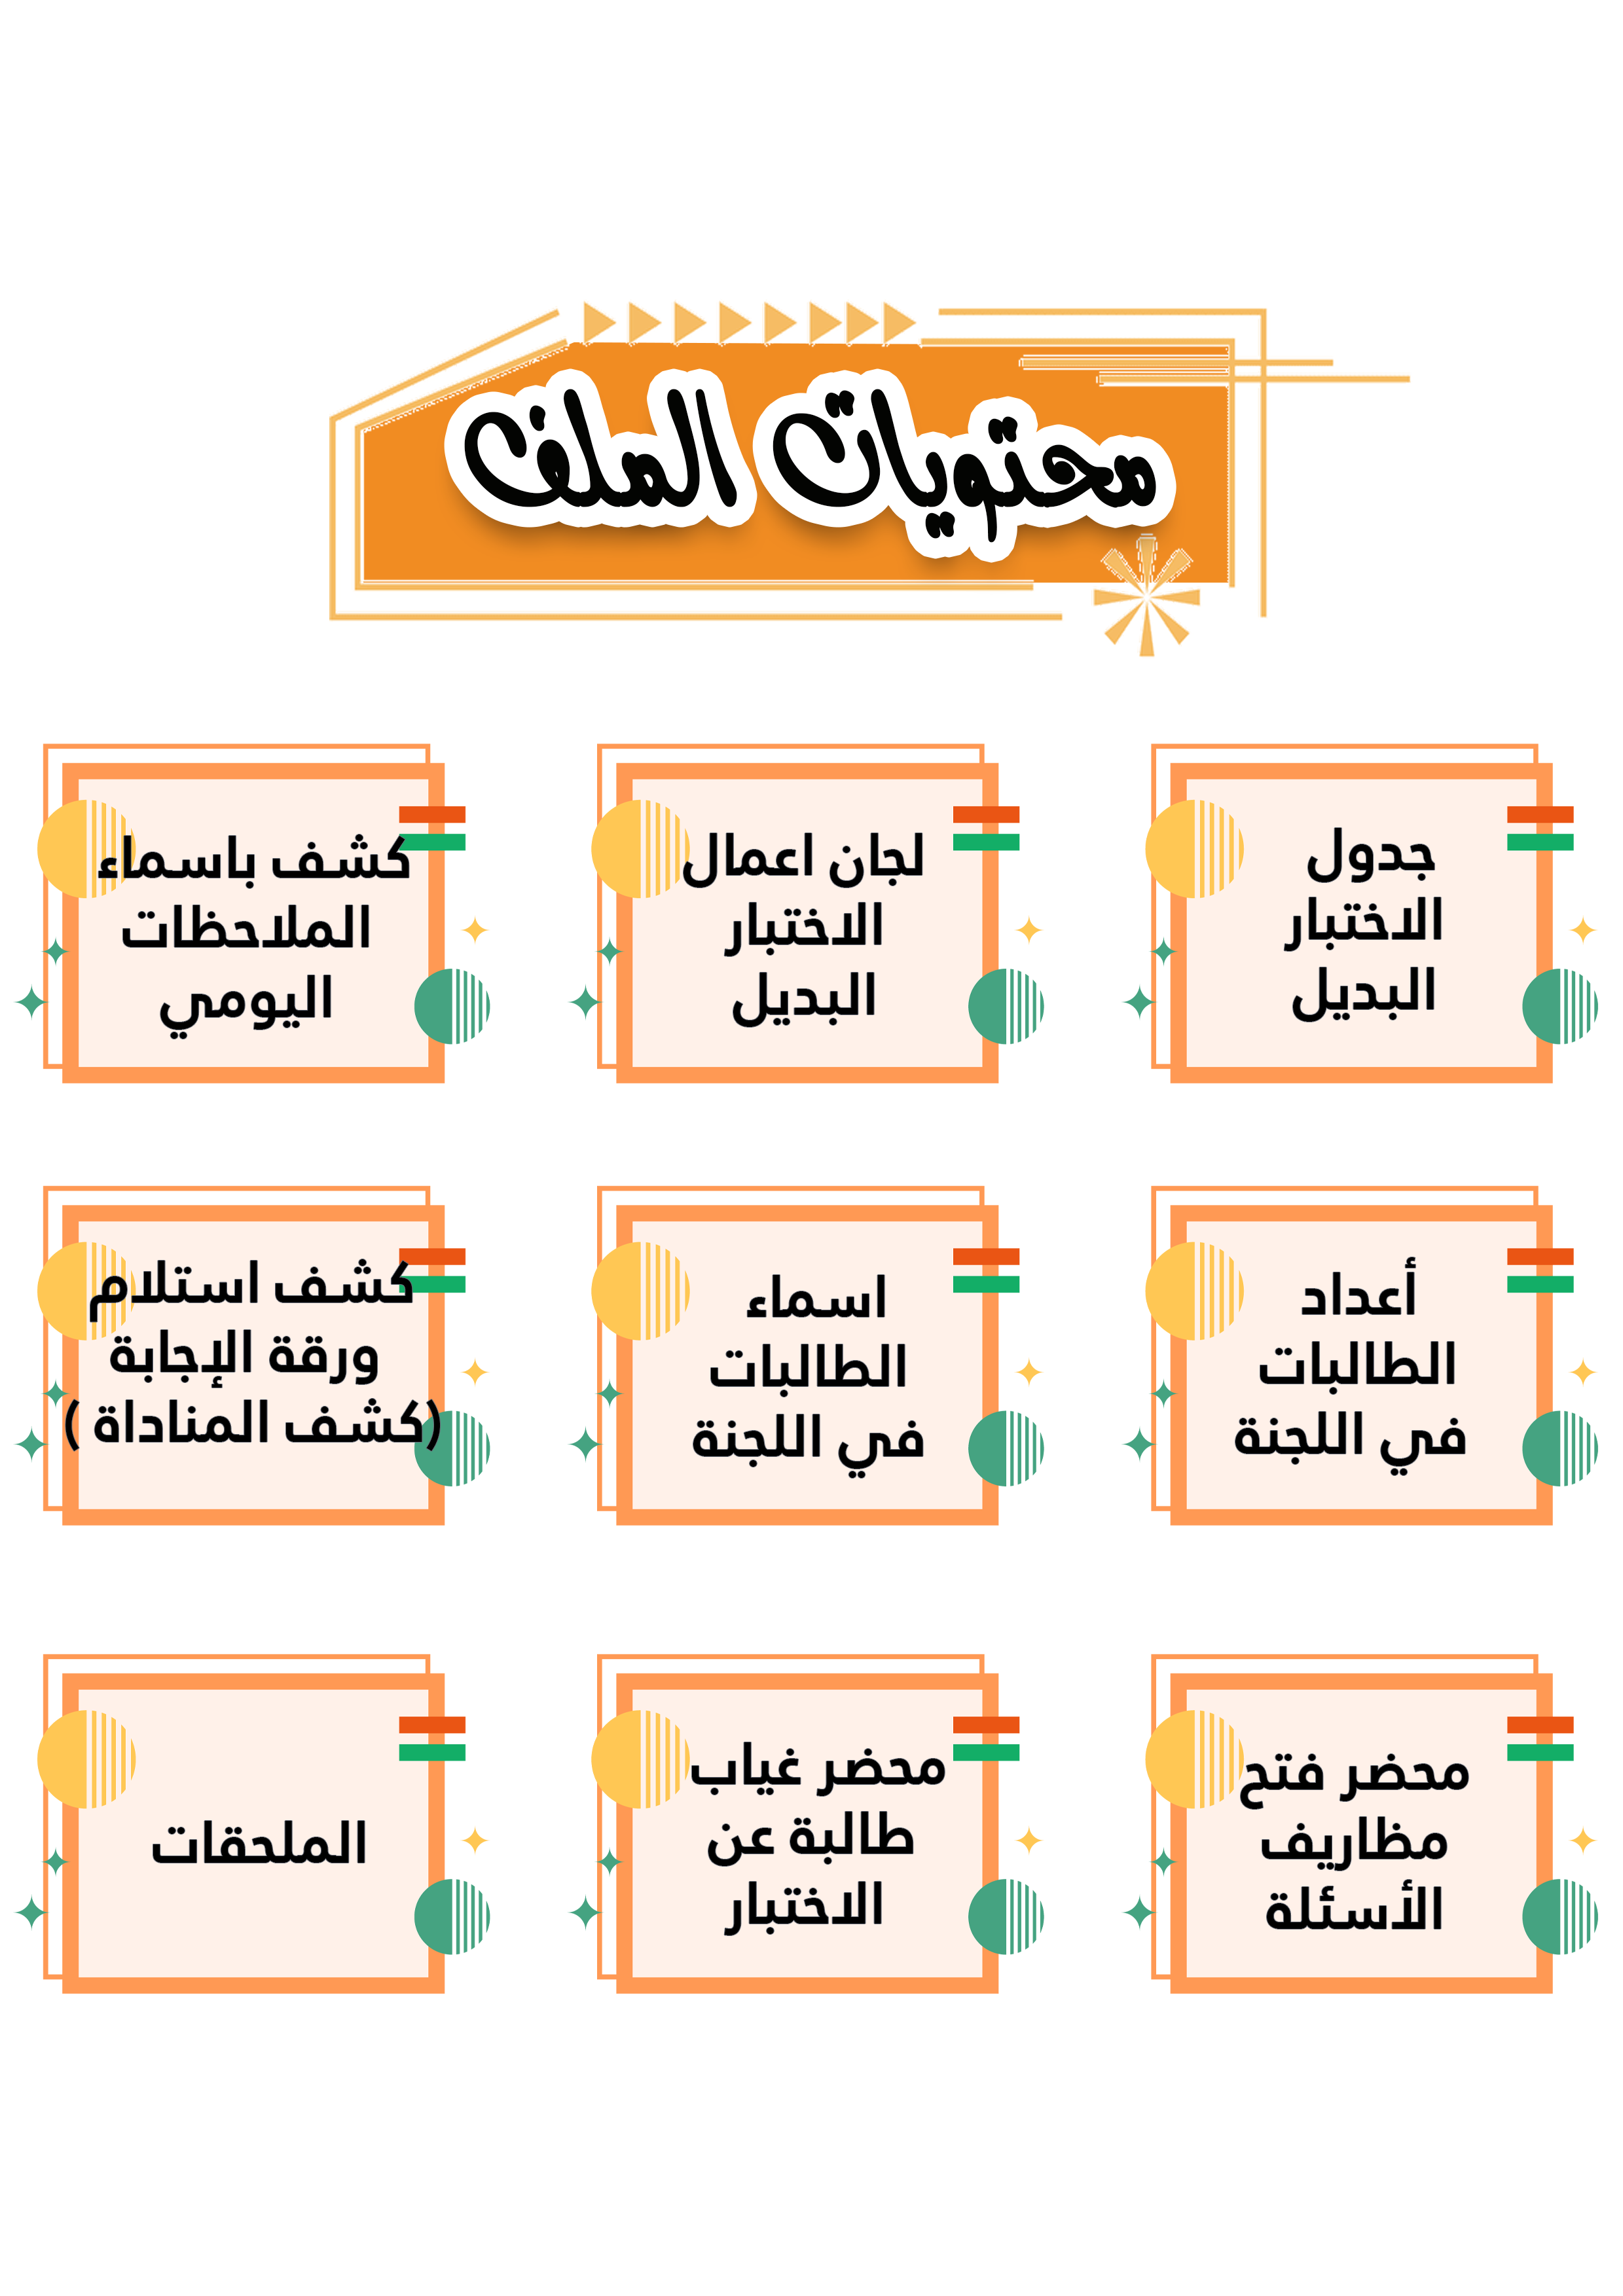 محتويات الملف
جدول
الاختبار
البديل
لجان اعمال
الاختبار
البديل
كشف باسماء
الملاحظات
اليومي
أعداد
الطالبات
في اللجنة
اسماء
الطالبات
في اللجنة
كشف استلام
ورقة الإجابة
(كشف المناداة)
محضر فتح
مظاريف
الأسئلة
محضر غياب
طالبة عن
الاختبار
الملحقات